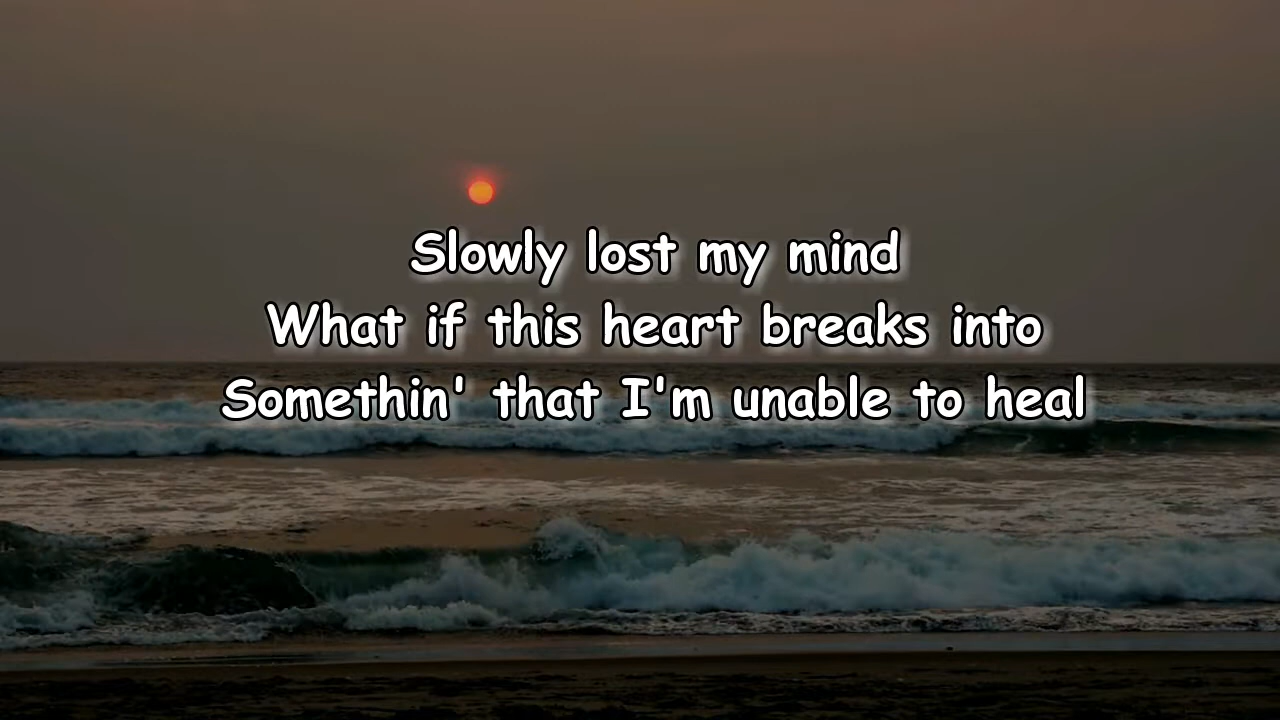 Slowly lost my mind
What if this heart breaks into
Somethin' that I'm unable to heal